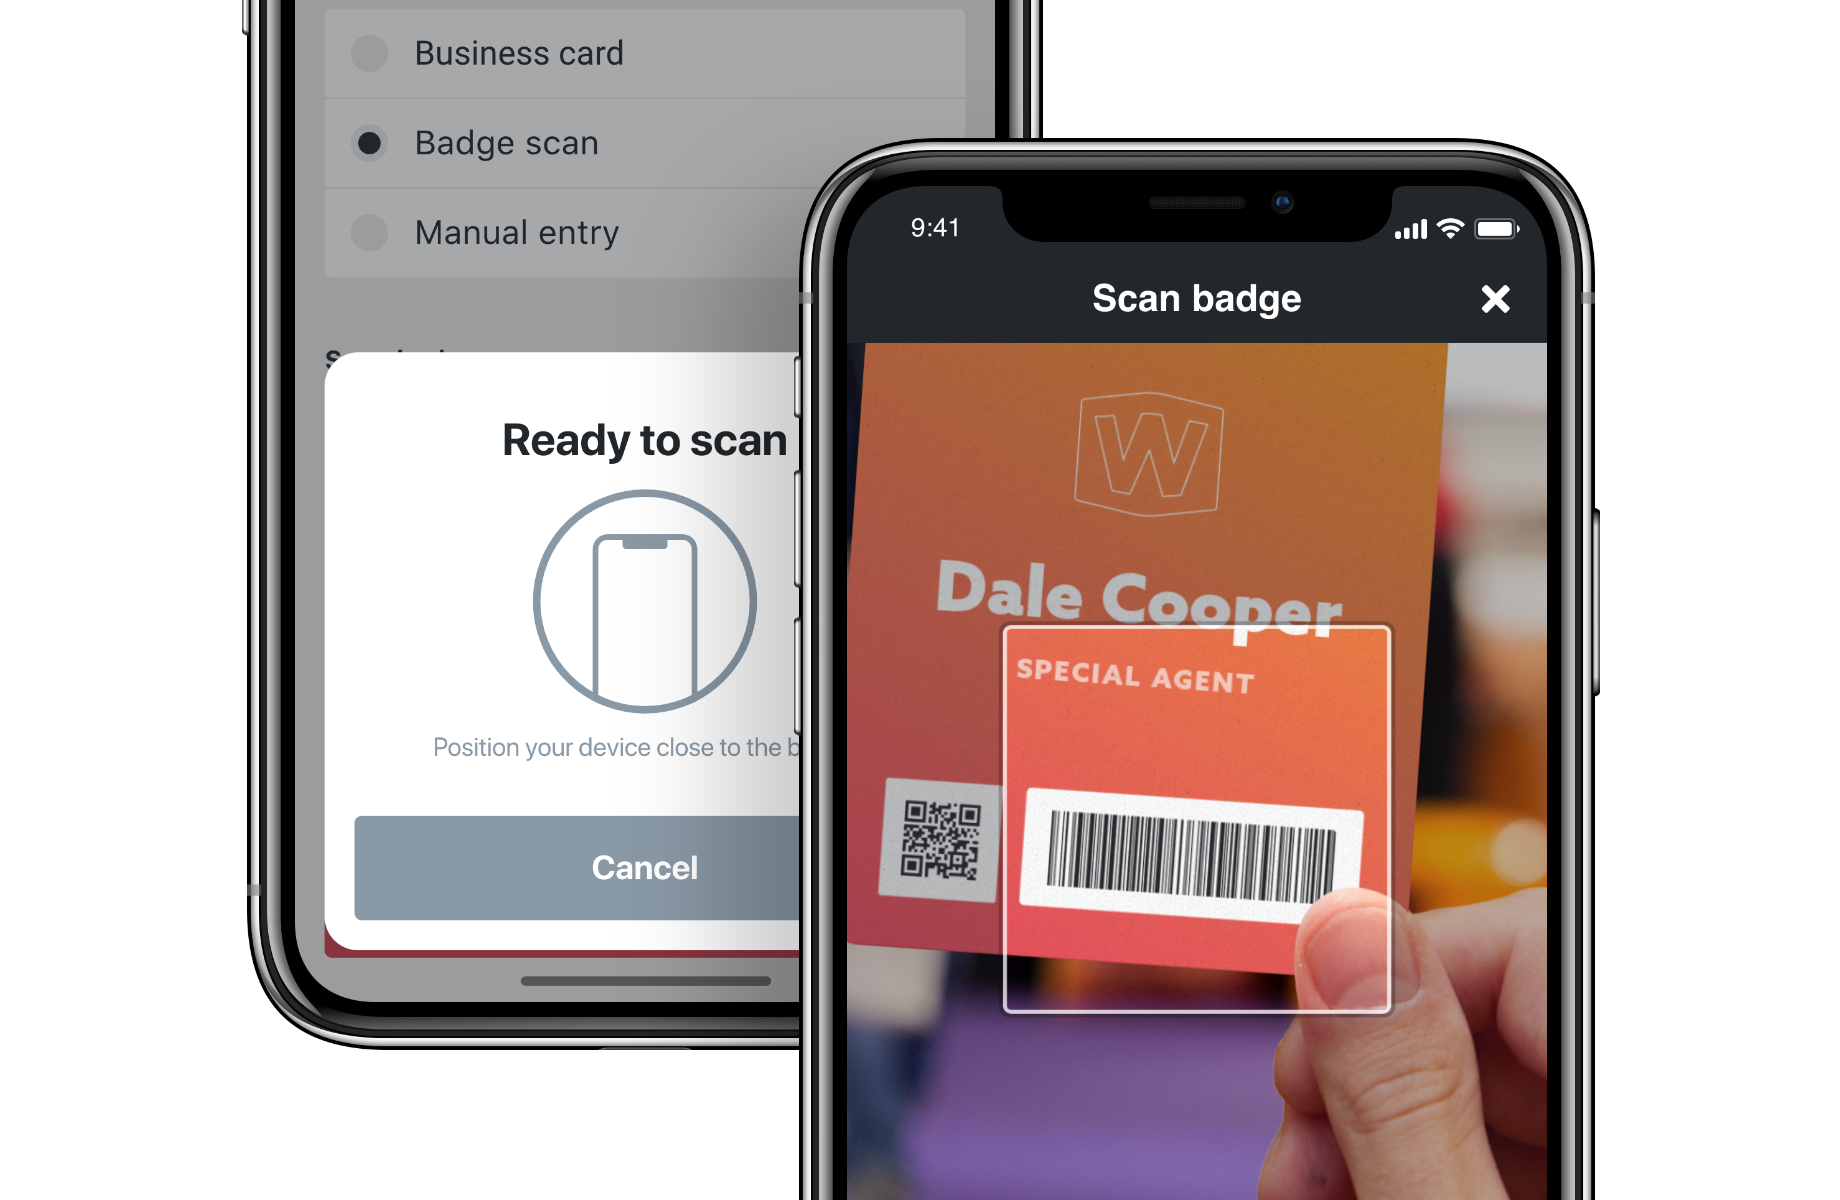 Business card
Badge scan
Manual entry
Ready to scan
Position your device close to the
Cancel
9:41
Scan badge
W
Dale Cooper
SPECIAL AGENT